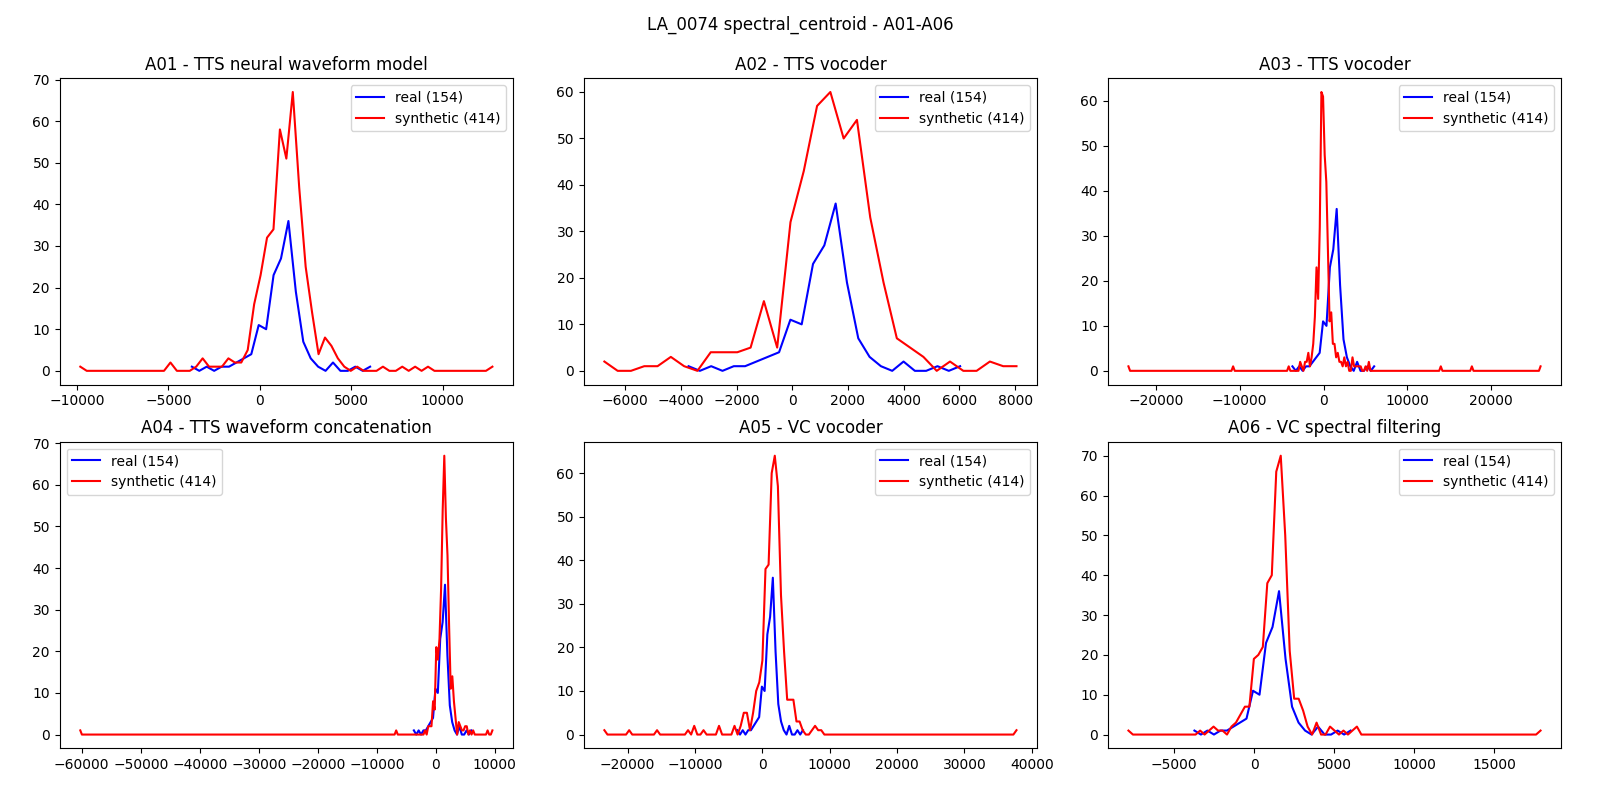 LA_0074 spectral_centroid - A01-A06
A01 - TTS neural waveform model
70
60
50
40
30
20
10
0
real (154)
synthetic (414)
−10000 −5000 0 5000 10000
A02 - TTS vocoder
60
50
40
30
20
10
0
real (154)
synthetic (414)
−6000 −4000 −2000 0 2000 4000 6000 8000
A03 - TTS vocoder
60
50
40
30
20
10
0
real (154)
synthetic (414)
−20000 −10000 0 10000 20000
A04 - TTS waveform concatenation
70
60
50
40
30
20
10
0
real (154)
synthetic (414)
−60000 −50000 −40000 −30000 −20000 −10000 0 10000
A05 - VC vocoder
60
50
40
30
20
10
0
real (154)
synthetic (414)
−20000 −10000 0 10000 20000 30000 40000
A06 - VC spectral filtering
70
60
50
40
30
20
10
0
real (154)
synthetic (414)
−5000 0 5000 10000 15000